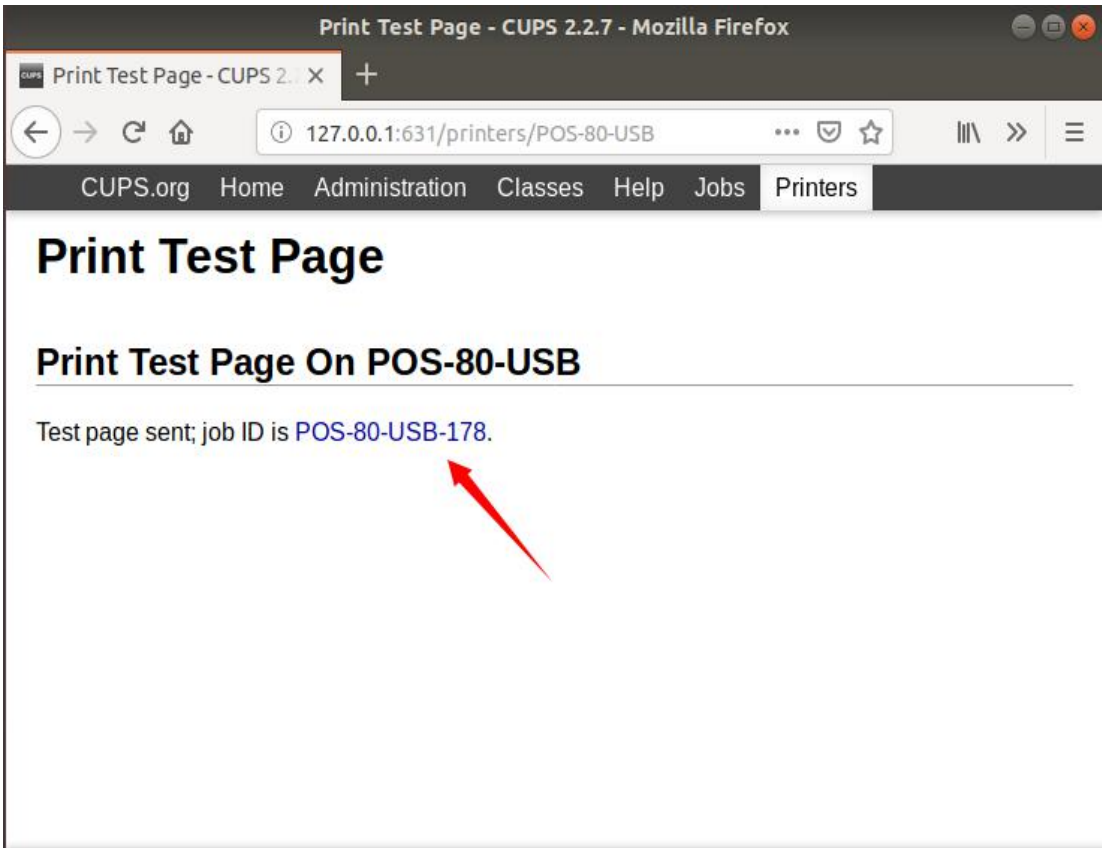 Print Test Page - CUPS 2.2.7 - Mozilla Firefox
CUPS Print Test Page - CUPS 2.
127.0.0.1:631/printers/POS-80-USB
CUPS.org Home Administration Classes Help Jobs Printers
Print Test Page
Print Test Page On POS-80-USB
Test page sent; job ID is POS-80-USB-178.